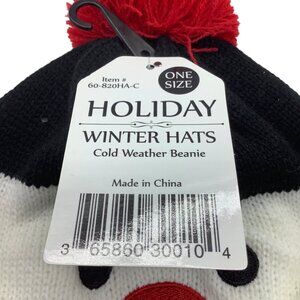 Item #
60-820HA-C
ONE
SIZE
HOLIDAY
WINTER HATS
Cold Weather Beanie
Made in China
3 65860 30010 4